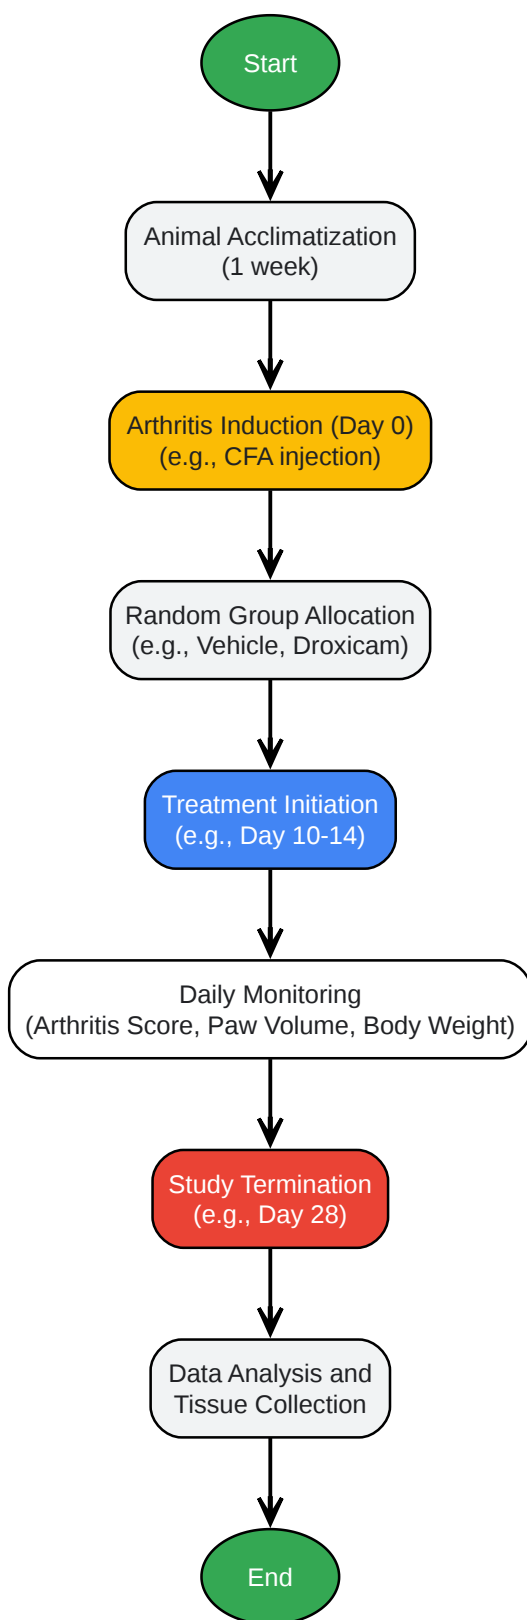 Start
Animal Acclimatization
(1 week)
Arthritis Induction (Day 0)
(e.g., CFA injection)
Random Group Allocation
(e.g., Vehicle, Droxicam)
Treatment Initiation
(e.g., Day 10-14)
Daily Monitoring
(Arthritis Score, Paw Volume, Body Weight)
Study Termination
(e.g., Day 28)
Data Analysis and
Tissue Collection
End